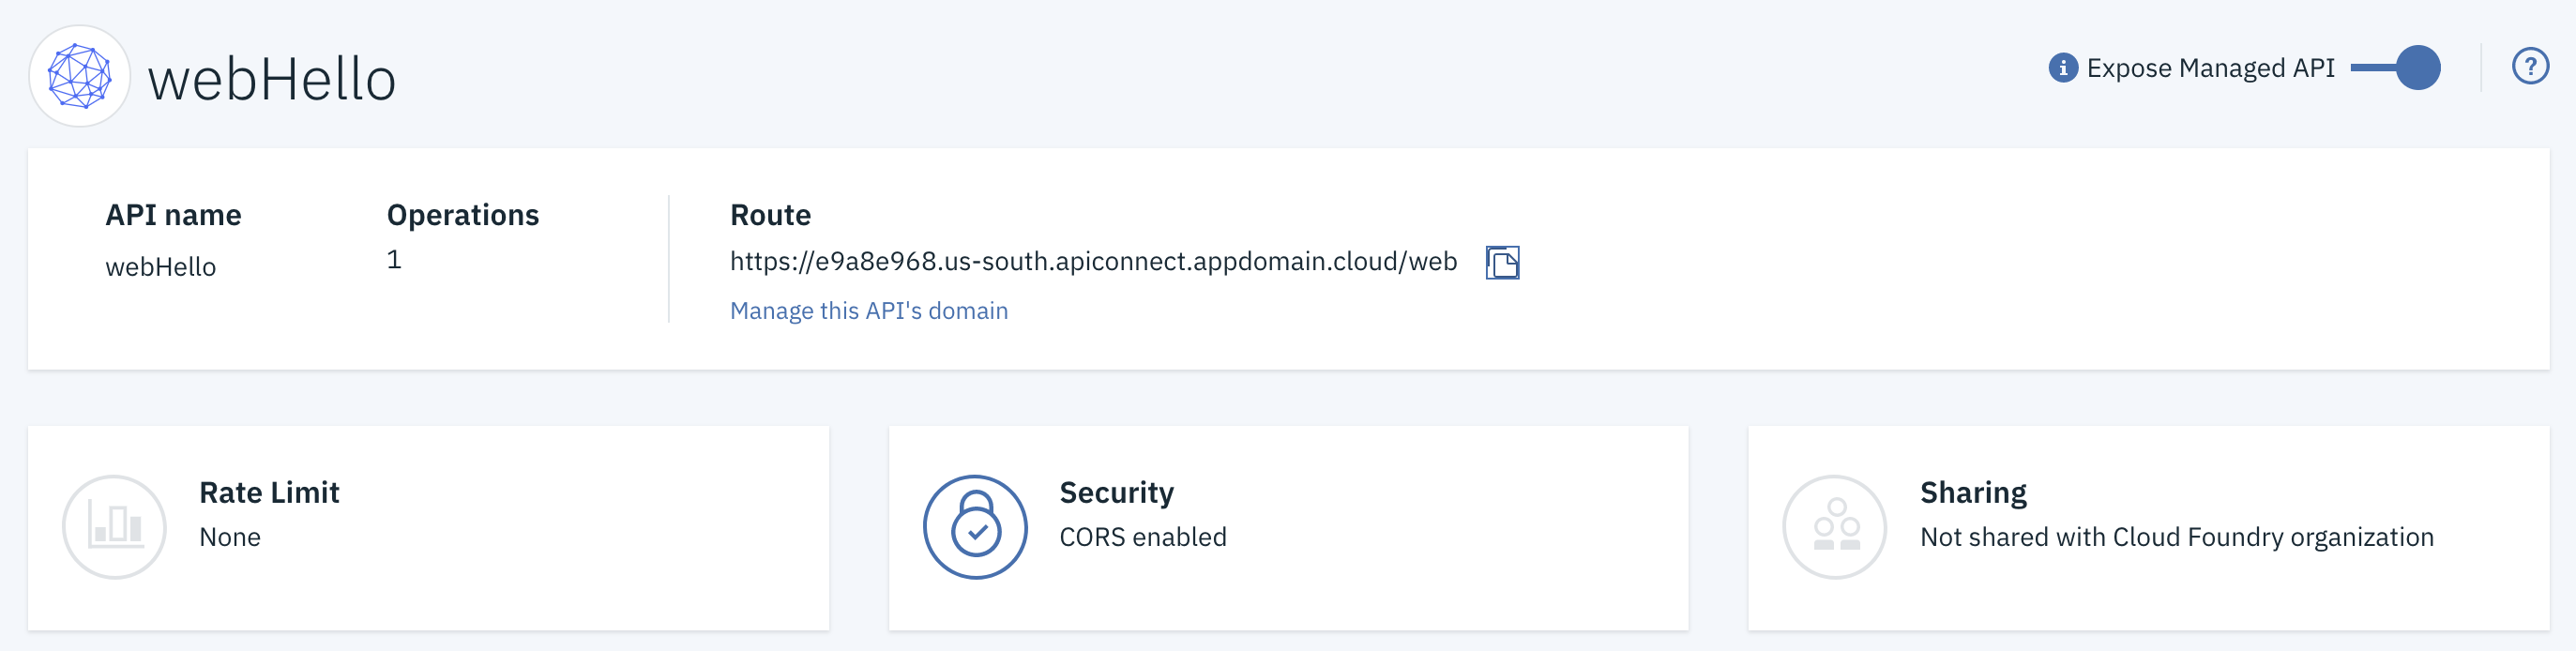 webHello
Expose Managed API
?
API name
webHello
Operations
1
Route
https://e9a8e968.us-south.apiconnect.appdomain.cloud/web
Manage this API's domain
Rate Limit
None
Security
CORS enabled
Sharing
Not shared with Cloud Foundry organization